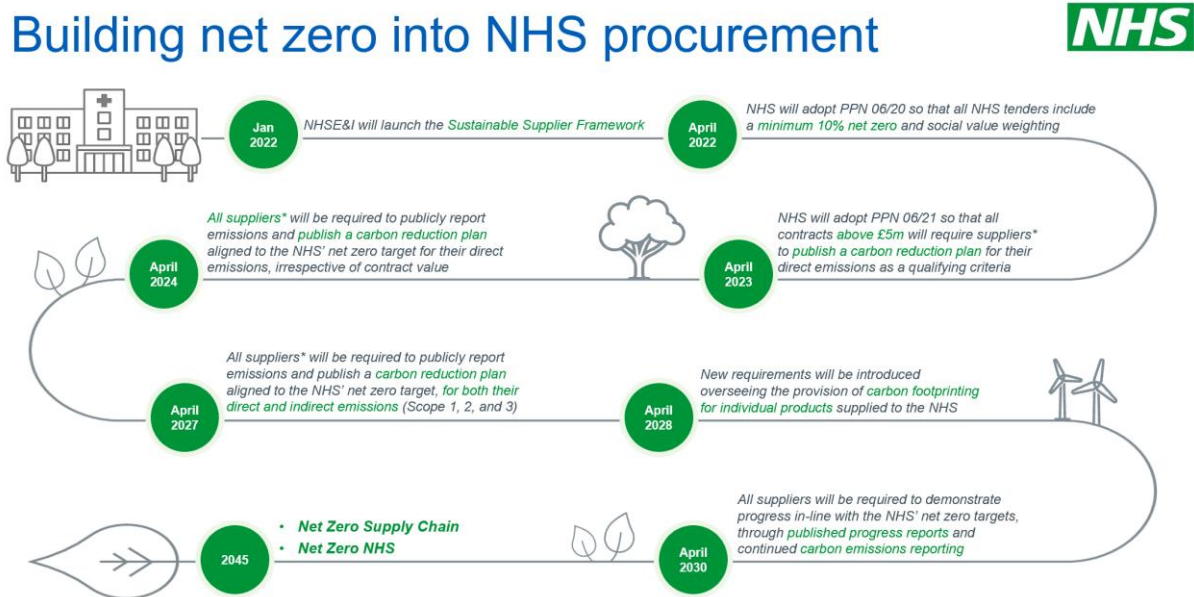 Building net zero into NHS procurement
NHS
Jan
2022
NHSE&I will launch the Sustainable Supplier Framework
April
2022
NHS will adopt PPN 06/20 so that all NHS tenders include
a minimum 10% net zero and social value weighting
April
2023
NHS will adopt PPN 06/21 so that all
contracts above £5m will require suppliers*
to publish a carbon reduction plan for their
direct emissions as a qualifying criteria
April
2024
All suppliers* will be required to publicly report
emissions and publish a carbon reduction plan
aligned to the NHS' net zero target for their direct
emissions, irrespective of contract value
April
2027
All suppliers* will be required to publicly report
emissions and publish a carbon reduction plan
aligned to the NHS' net zero target, for both their
direct and indirect emissions (Scope 1, 2, and 3)
April
2028
New requirements will be introduced
overseeing the provision of carbon footprinting
for individual products supplied to the NHS
April
2030
All suppliers will be required to demonstrate
progress in-line with the NHS' net zero targets,
through published progress reports and
continued carbon emissions reporting
2045
• Net Zero Supply Chain
• Net Zero NHS